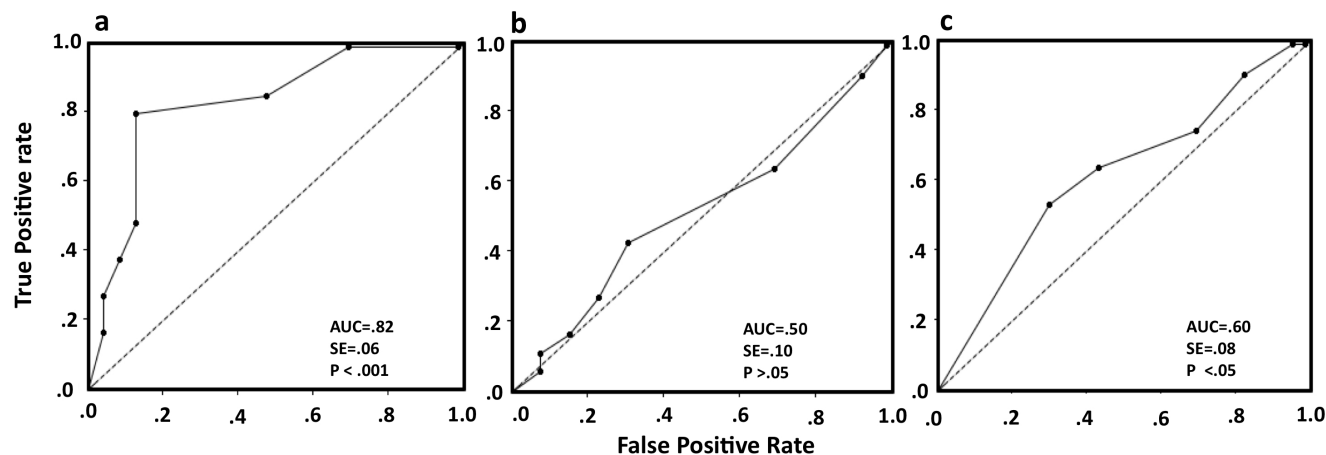 a
1.0
.8
.6
.4
.2
.0
.0 .2 .4 .6 .8 1.0
AUC=.82
SE=.06
P < .001
b
1.0
.8
.6
.4
.2
.0
.0 .2 .4 .6 .8 1.0
AUC=.50
SE=.10
P >.05
c
1.0
.8
.6
.4
.2
.0
.0 .2 .4 .6 .8 1.0
AUC=.60
SE=.08
P <.05
True Positive rate
False Positive Rate